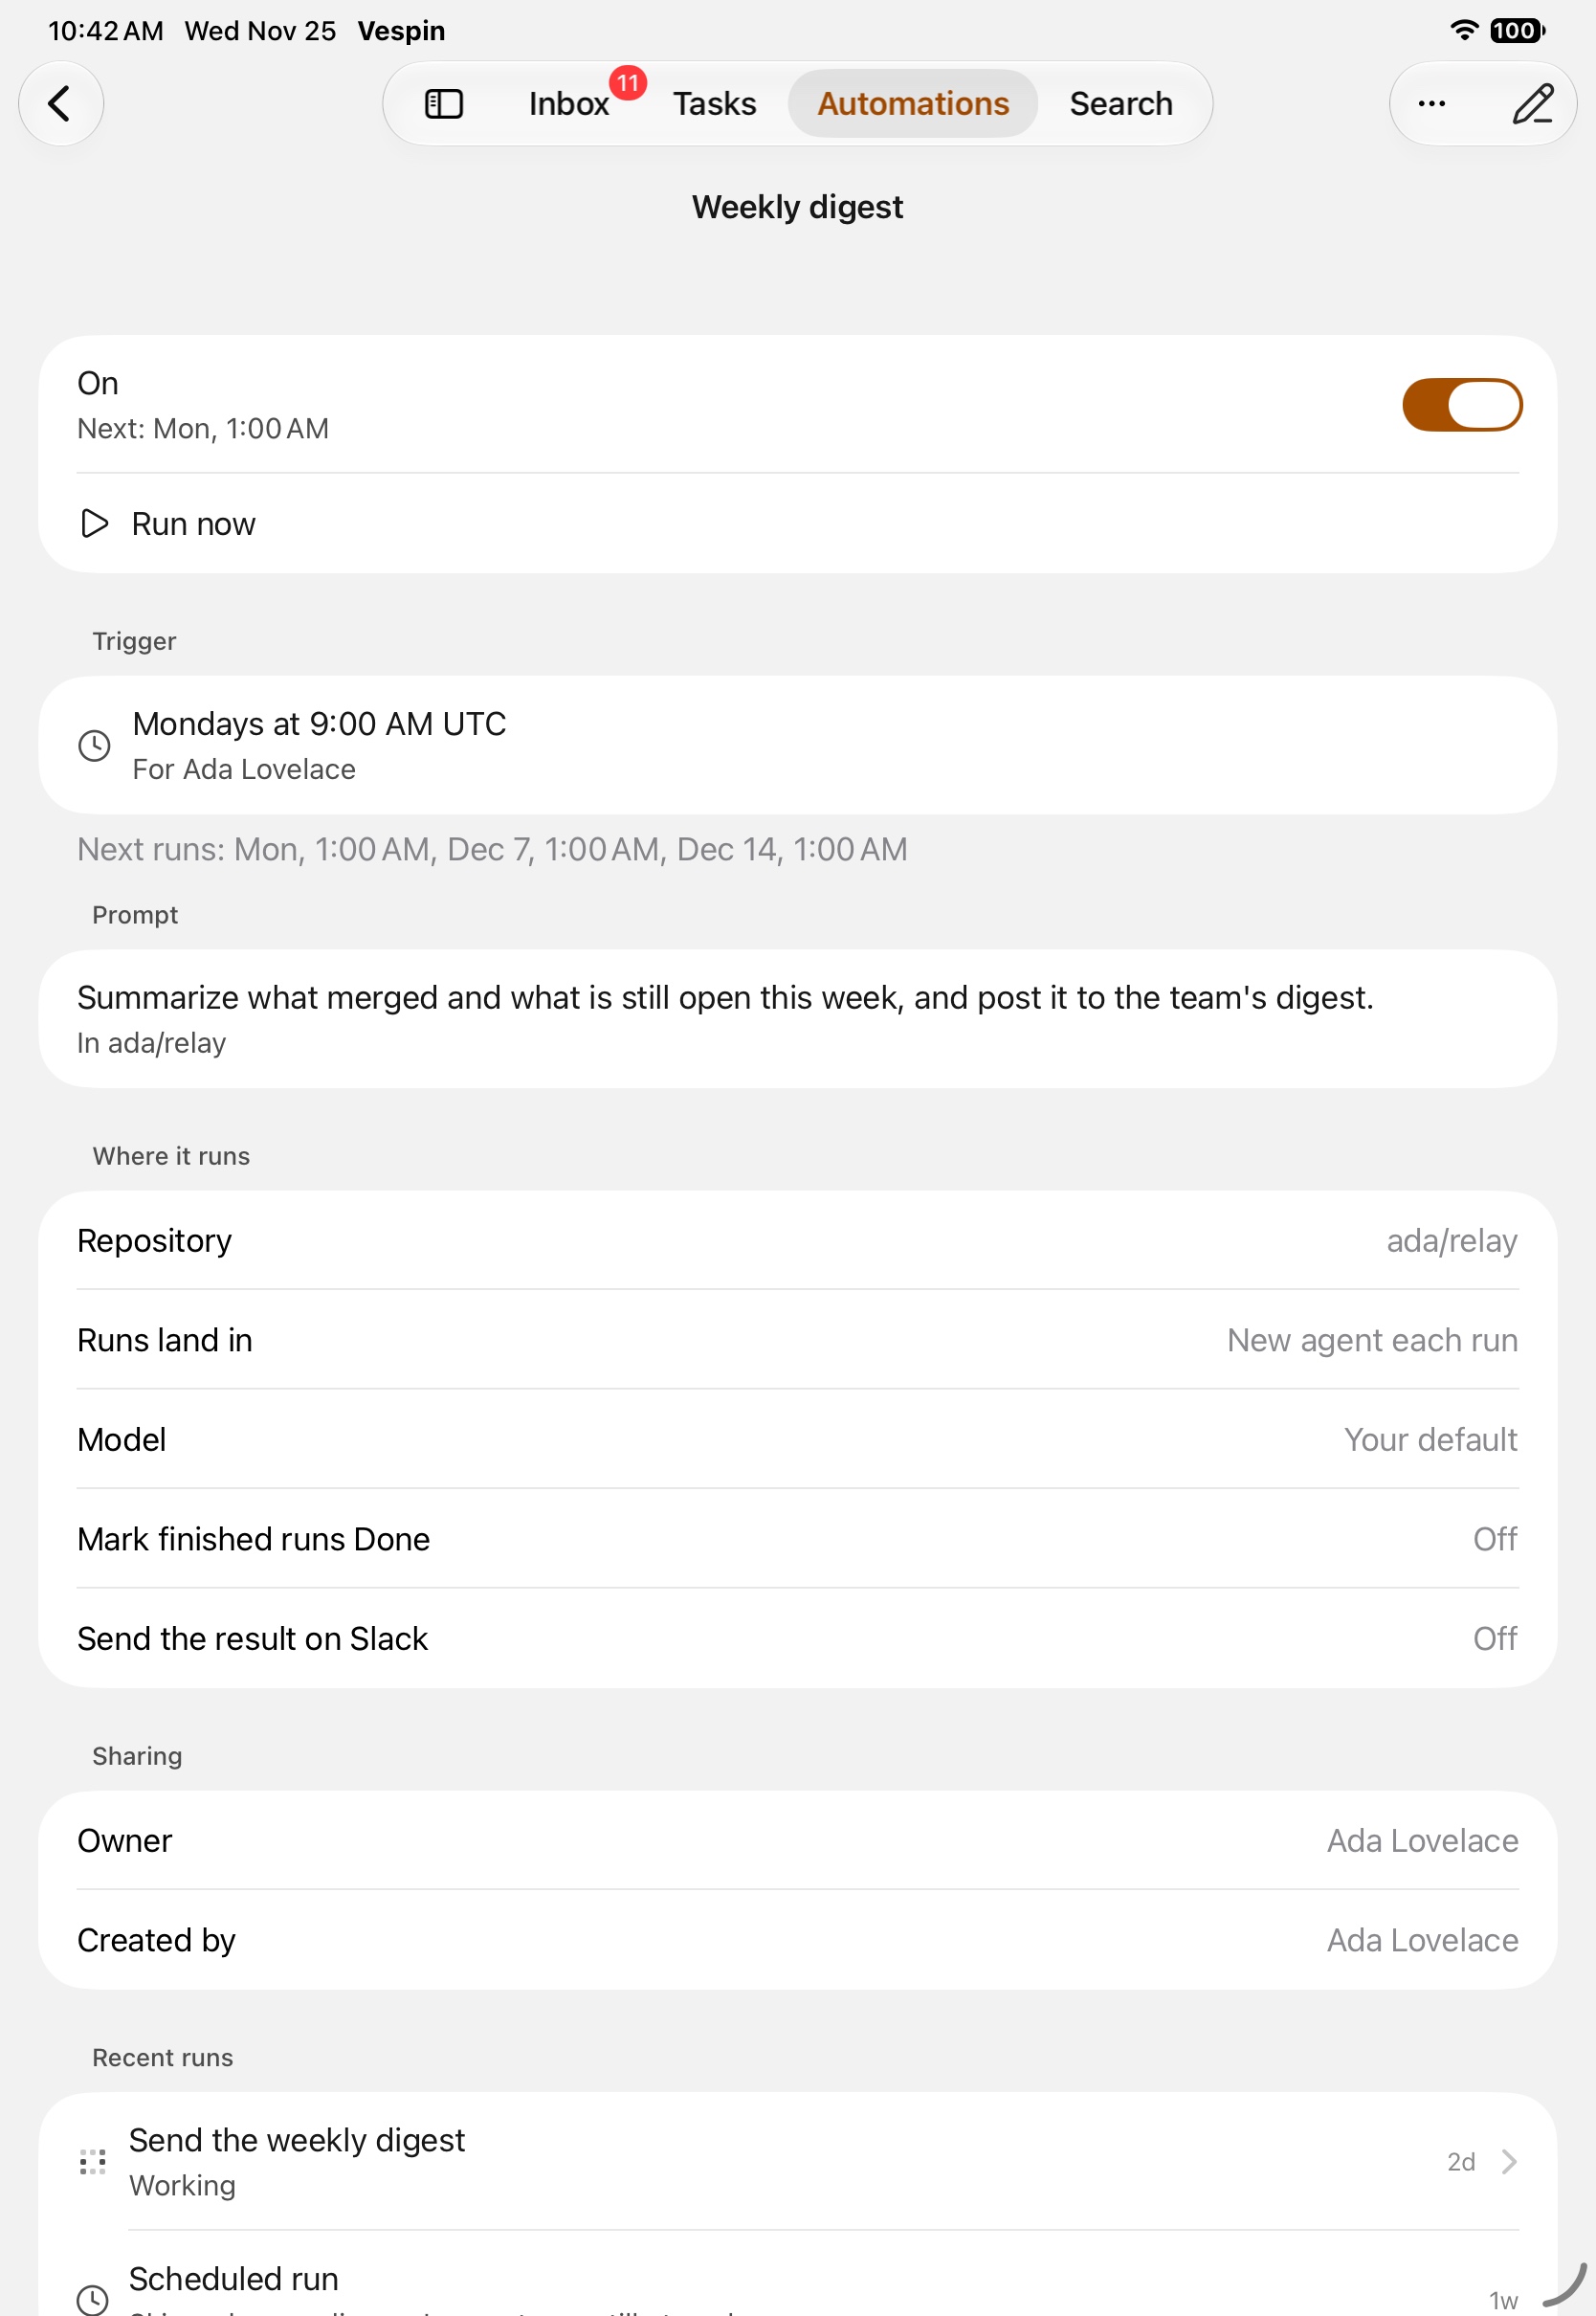 10:42 AM Wed Nov 25 Vespin
100
Inbox 11 Tasks Automations Search
Weekly digest
On
Next: Mon, 1:00 AM
Run now
Trigger
Mondays at 9:00 AM UTC
For Ada Lovelace
Next runs: Mon, 1:00 AM, Dec 7, 1:00 AM, Dec 14, 1:00 AM
Prompt
Summarize what merged and what is still open this week, and post it to the team's digest.
In ada/relay
Where it runs
Repository ada/relay
Runs land in New agent each run
Model Your default
Mark finished runs Done Off
Send the result on Slack Off
Sharing
Owner Ada Lovelace
Created by Ada Lovelace
Recent runs
Send the weekly digest
Working
2d
Scheduled run
1w